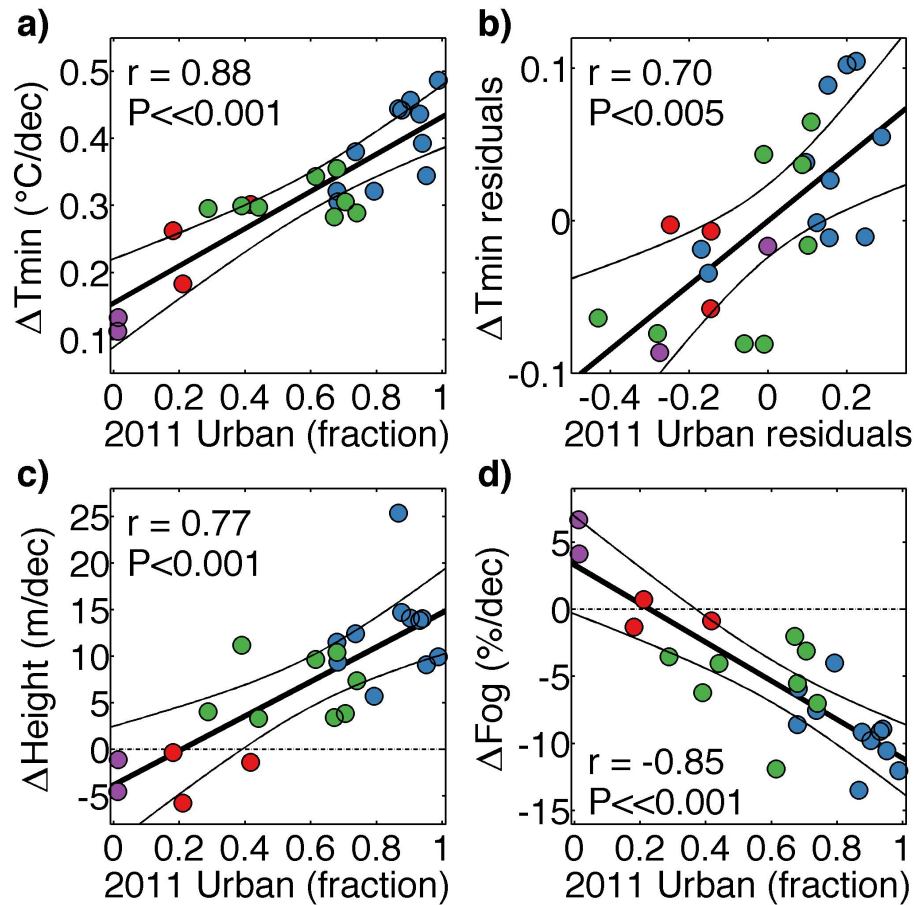 a)
r = 0.88
P<<0.001
ΔTmin (°C/dec)
0.5
0.4
0.3
0.2
0.1
0 0.2 0.4 0.6 0.8 1
2011 Urban (fraction)
b)
r = 0.70
P<0.005
ΔTmin residuals
0.1
0
-0.1
-0.4 -0.2 0 0.2
2011 Urban residuals
c)
r = 0.77
P<0.001
ΔHeight (m/dec)
25
20
15
10
5
0
-5
0 0.2 0.4 0.6 0.8 1
2011 Urban (fraction)
d)
ΔFog (%/dec)
5
0
-5
-10
-15
r = -0.85
P<<0.001
0 0.2 0.4 0.6 0.8 1
2011 Urban (fraction)